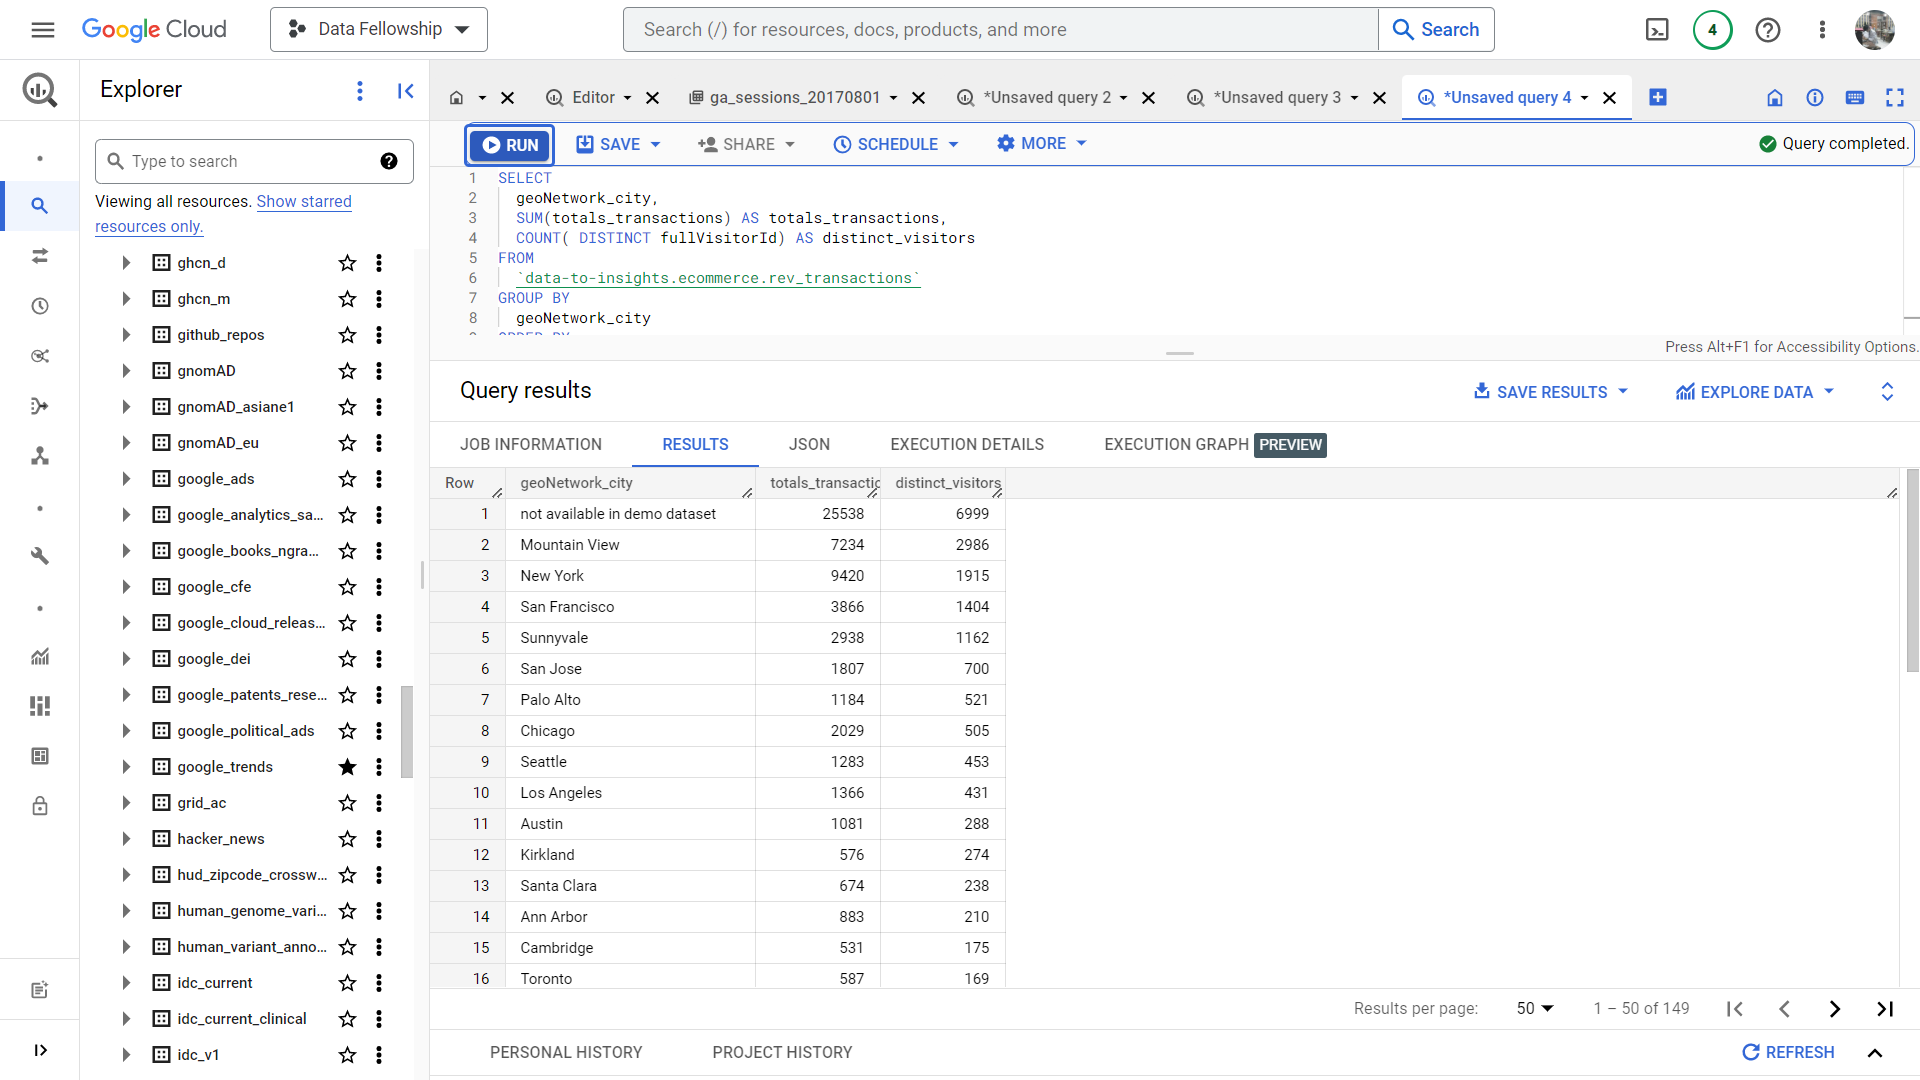 Google Cloud
Data Fellowship
Search (/) for resources, docs, products, and more
Search
4
Explorer
Editor
ga_sessions_20170801
*Unsaved query 2
*Unsaved query 3
*Unsaved query 4
Type to search
Viewing all resources. Show starred
resources only.
ghcn_d
ghcn_m
github_repos
gnomAD
gnomAD_asiane1
gnomAD_eu
google_ads
google_analytics_sa...
google_books_ngra...
google_cfe
google_cloud_releas...
google_dei
google_patents_rese...
google_political_ads
google_trends
grid_ac
hacker_news
hud_zipcode_crossw...
human_genome_vari...
human_variant_anno...
idc_current
idc_current_clinical
idc_v1
RUN
SAVE
SHARE
SCHEDULE
MORE
Query completed.
1 SELECT
2 geoNetwork_city,
3 SUM(totals_transactions) AS totals_transactions,
4 COUNT( DISTINCT fullVisitorId) AS distinct_visitors
5 FROM
6 `data-to-insights.ecommerce.rev_transactions`
7 GROUP BY
8 geoNetwork_city
9 ORDER BY
Press Alt+F1 for Accessibility Options.
Query results
SAVE RESULTS
EXPLORE DATA
JOB INFORMATION
RESULTS
JSON
EXECUTION DETAILS
EXECUTION GRAPH PREVIEW
Row geoNetwork_city totals_transactic distinct_visitors
1 not available in demo dataset 25538 6999
2 Mountain View 7234 2986
3 New York 9420 1915
4 San Francisco 3866 1404
5 Sunnyvale 2938 1162
6 San Jose 1807 700
7 Palo Alto 1184 521
8 Chicago 2029 505
9 Seattle 1283 453
10 Los Angeles 1366 431
11 Austin 1081 288
12 Kirkland 576 274
13 Santa Clara 674 238
14 Ann Arbor 883 210
15 Cambridge 531 175
16 Toronto 587 169
Results per page: 50 1 – 50 of 149
PERSONAL HISTORY
PROJECT HISTORY
REFRESH